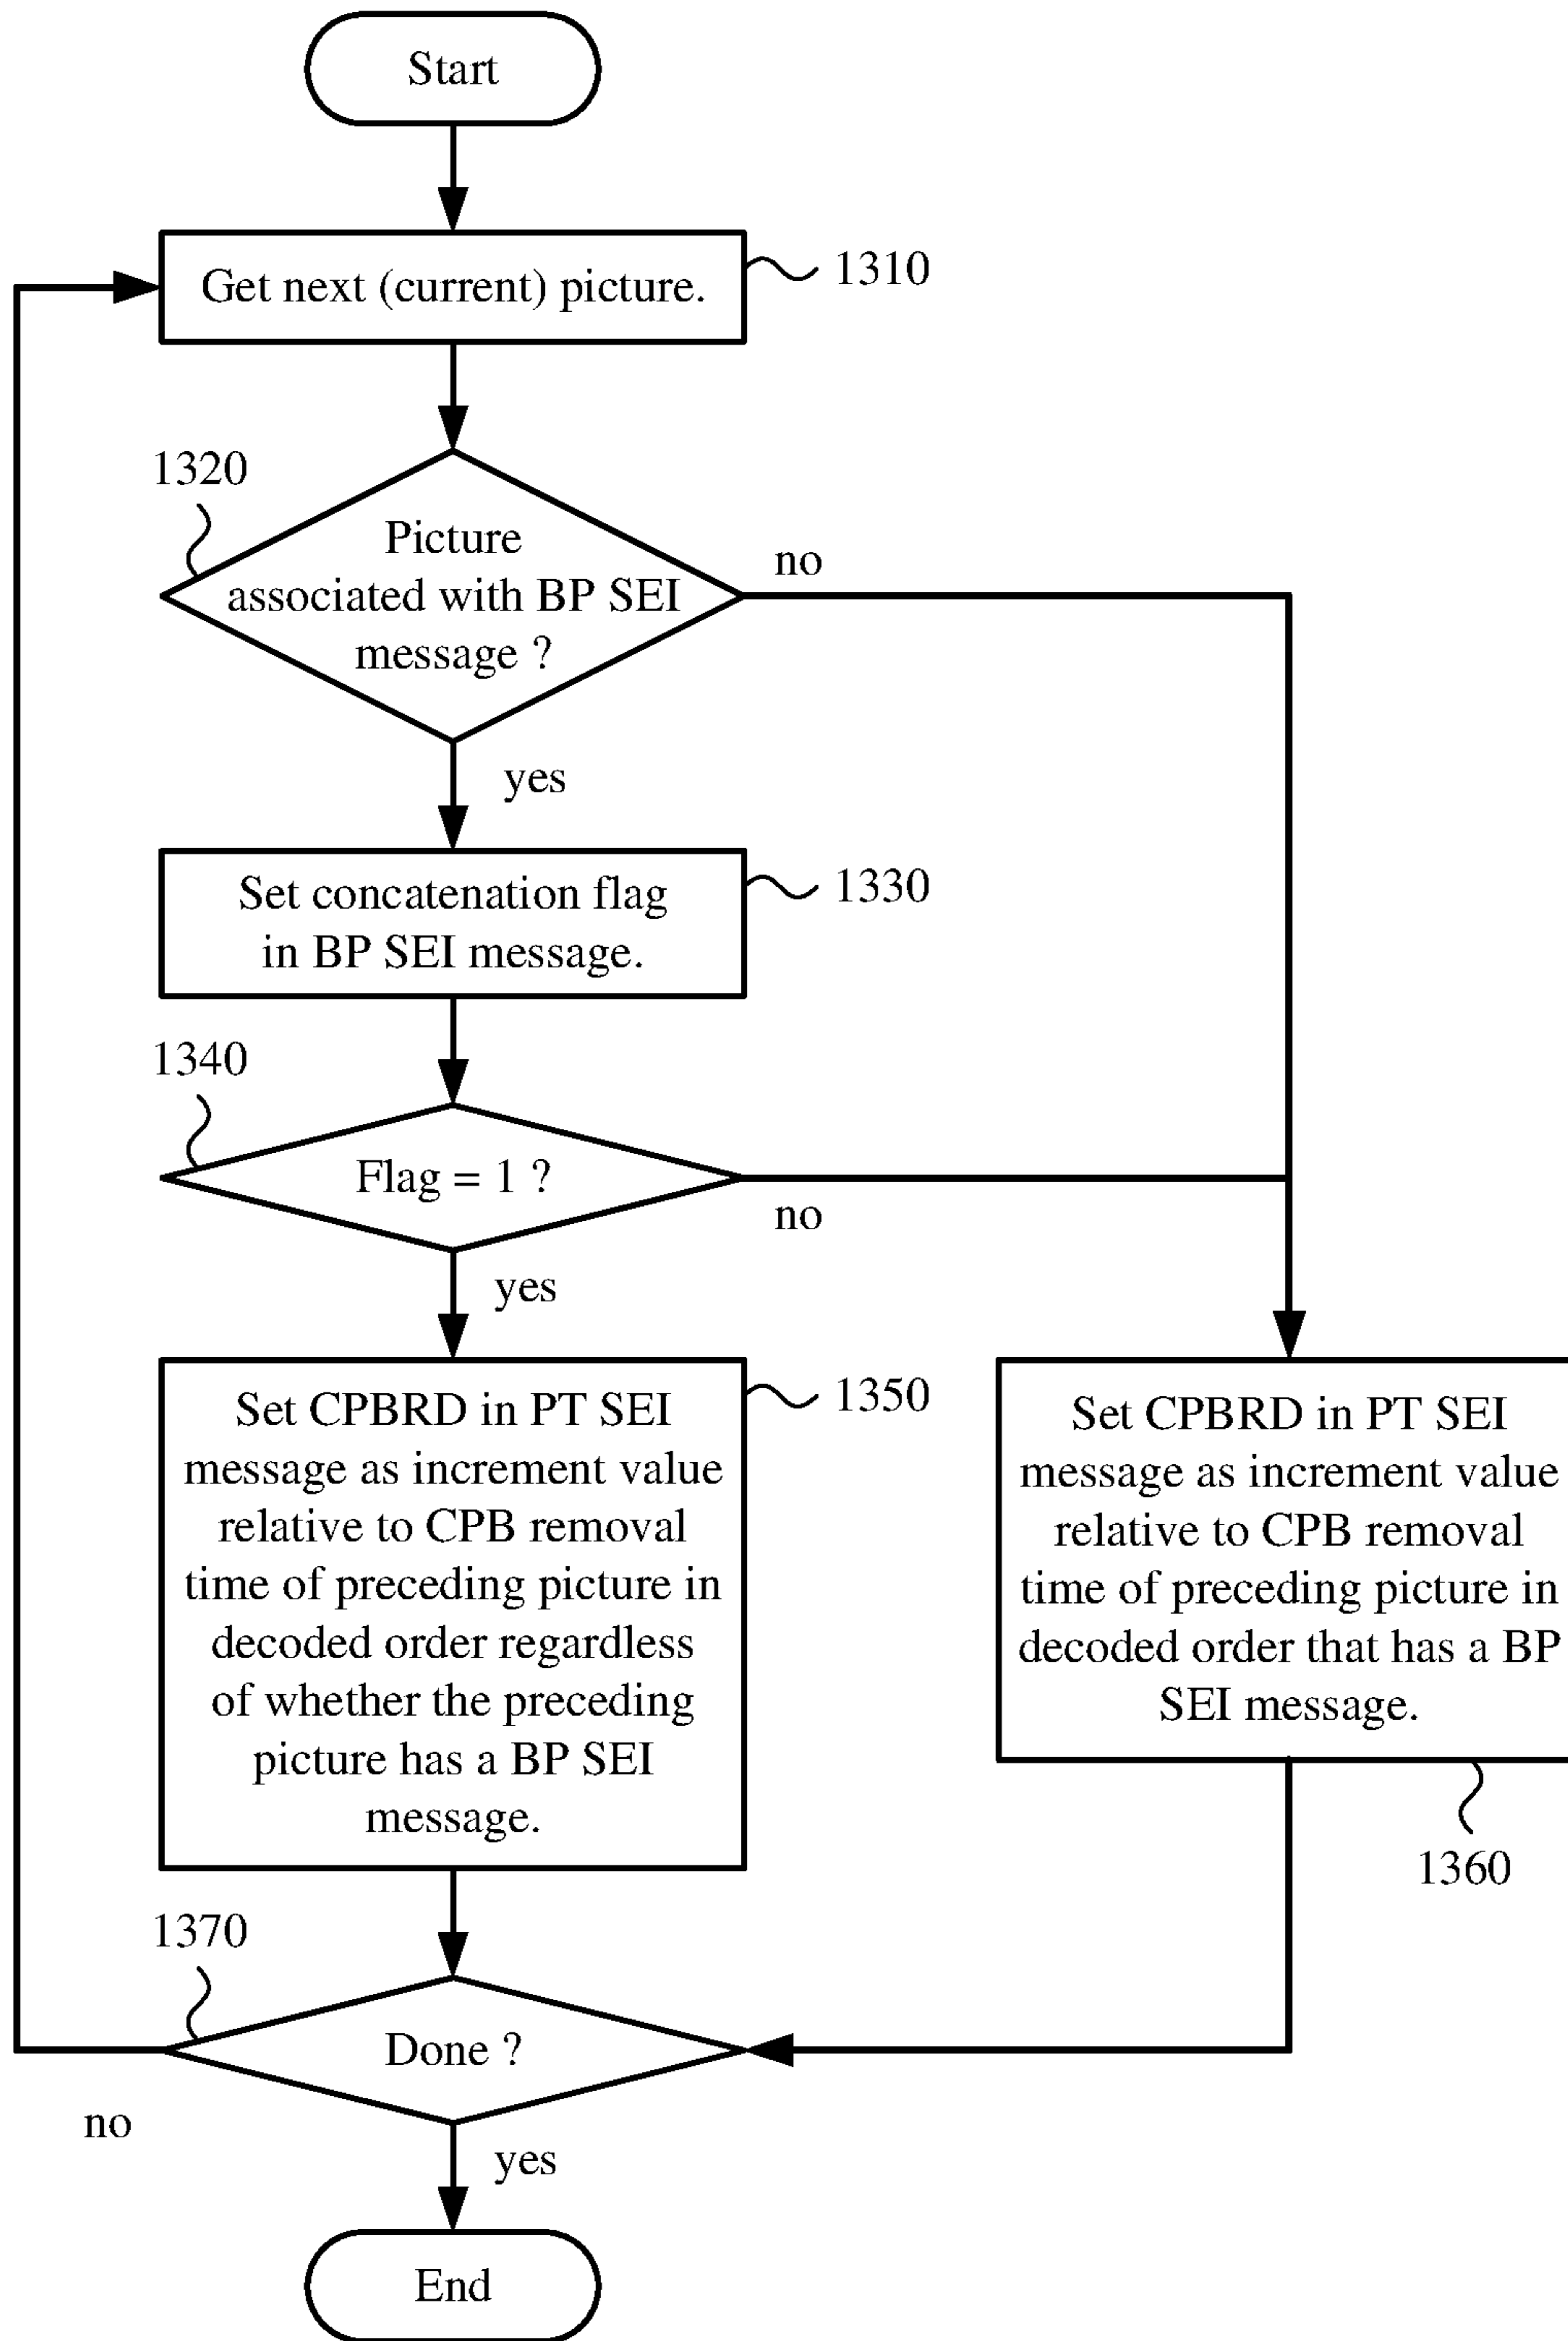 Start
Get next (current) picture.
1310
1320
Picture
associated with BP SEI
message ?
no
yes
Set concatenation flag
in BP SEI message.
1330
1340
Flag = 1 ?
no
yes
Set CPBRD in PT SEI
message as increment value
relative to CPB removal
time of preceding picture in
decoded order regardless
of whether the preceding
picture has a BP SEI
message.
1350
Set CPBRD in PT SEI
message as increment value
relative to CPB removal
time of preceding picture in
decoded order that has a BP
SEI message.
1360
1370
Done ?
no
yes
End